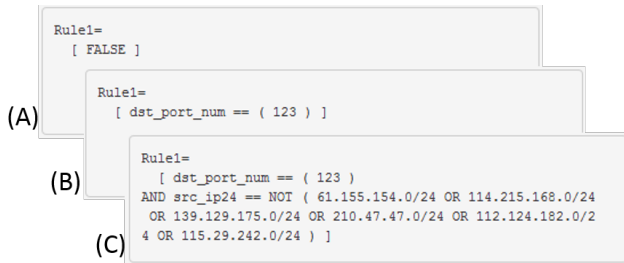 Rule1=
[ FALSE ]
(A)
Rule1=
[ dst_port_num == ( 123 ) ]
(B)
Rule1=
[ dst_port_num == ( 123 )
AND src_ip24 == NOT ( 61.155.154.0/24 OR 114.215.168.0/24
OR 139.129.175.0/24 OR 210.47.47.0/24 OR 112.124.182.0/2
4 OR 115.29.242.0/24 ) ]
(C)